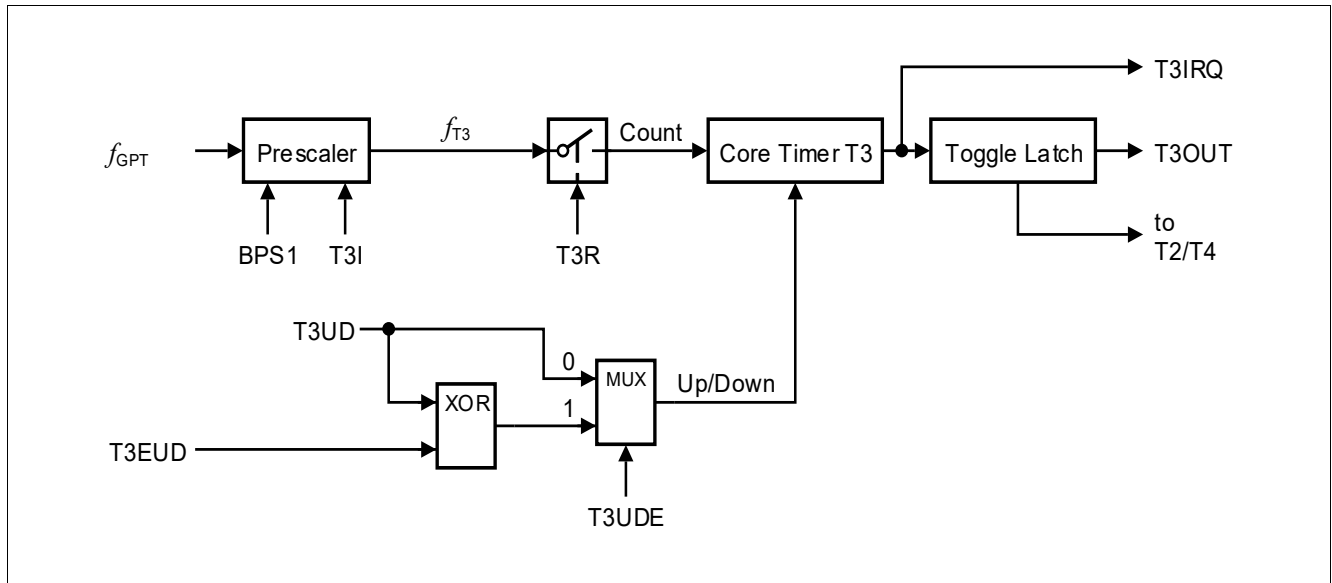 T3IRQ
fGPT
Prescaler
fT3
Count
Core Timer T3
Toggle Latch
T3OUT
BPS1
T3I
T3R
to
T2/T4
T3UD
0
MUX
Up/Down
XOR
1
T3EUD
T3UDE